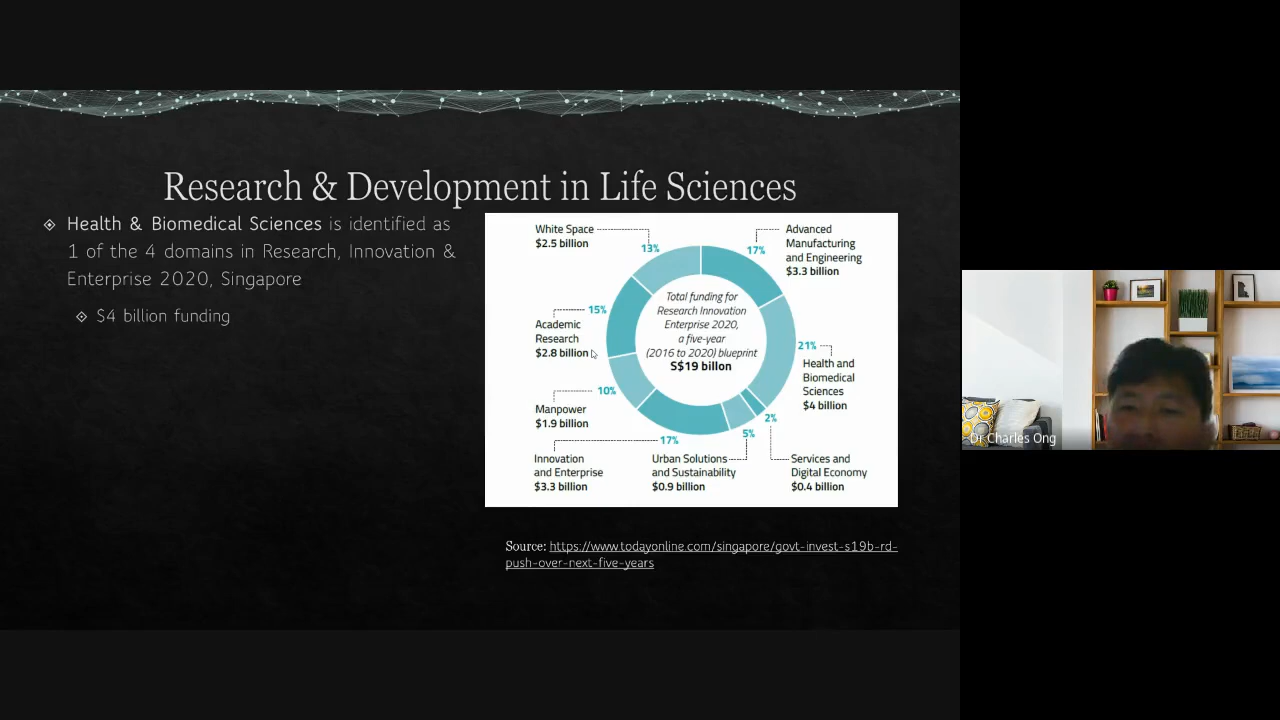 Research & Development in Life Sciences
Health & Biomedical Sciences is identified as
1 of the 4 domains in Research, Innovation &
Enterprise 2020, Singapore
$4 billion funding
White Space
$2.5 billion
13%
17%
Advanced
Manufacturing
and Engineering
$3.3 billion
15%
Academic
Research
$2.8 billion
Total funding for
Research Innovation
Enterprise 2020,
a five-year
(2016 to 2020) blueprint
S$19 billon
21%
Health and
Biomedical
Sciences
$4 billion
10%
Manpower
$1.9 billion
17%
Innovation
and Enterprise
$3.3 billion
5%
Urban Solutions
and Sustainability
$0.9 billion
2%
Services and
Digital Economy
$0.4 billion
Source: https://www.todayonline.com/singapore/govt-invest-s19b-rd-
push-over-next-five-years
Dr Charles Ong